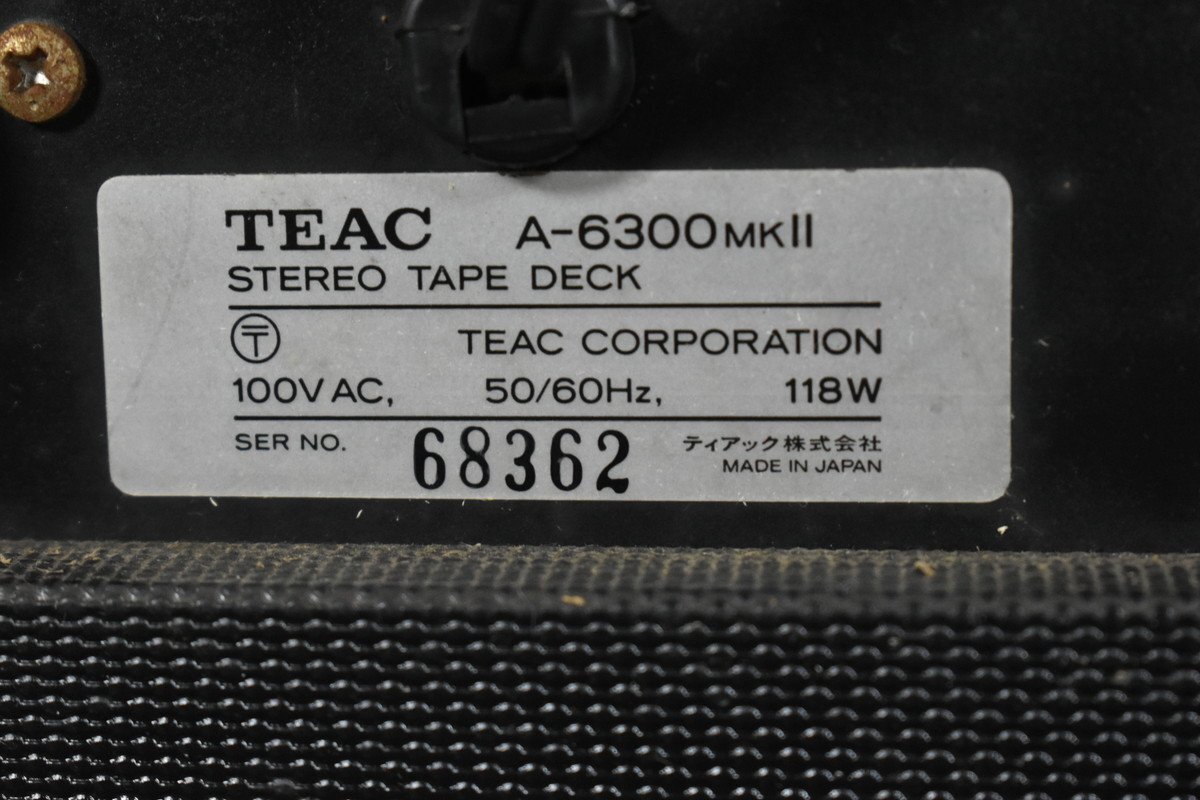 TEAC A-6300MKII
STEREO TAPE DECK
〶 TEAC CORPORATION
100V AC, 50/60Hz, 118W
SER NO. 68362 ティアック株式会社
MADE IN JAPAN